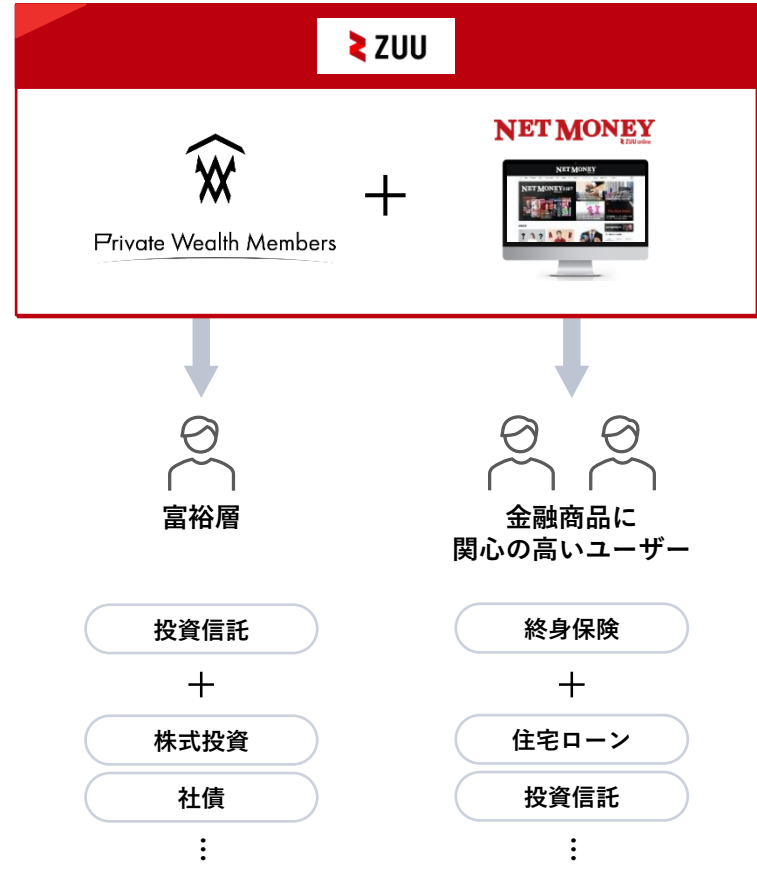 ZUU
NET MONEY
ZUU online
Private Wealth Members
NET MONEY
富裕層
金融商品に
関心の高いユーザー
投資信託
終身保険
+
+
株式投資
住宅ローン
社債
投資信託
⋮
⋮